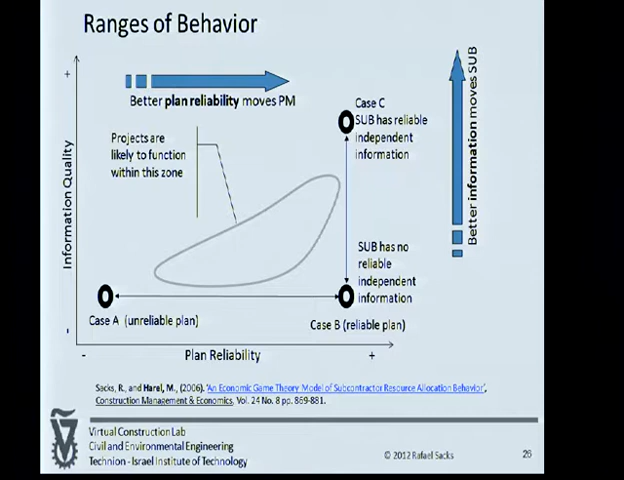 Ranges of Behavior
+
Better plan reliability moves PM
Projects are
likely to function
within this zone
Case C
SUB has reliable
independent
information
Better information moves SUB
Information Quality
SUB has no
reliable
independent
information
Case A (unreliable plan)
Case B (reliable plan)
-
-
Plan Reliability
+
Sacks, R., and Harel, M., (2006). 'An Economic Game Theory Model of Subcontractor Resource Allocation Behavior',
Construction Management & Economics, Vol. 24 No. 8 pp. 869-881.
Virtual Construction Lab
Civil and Environmental Engineering
Technion - Israel Institute of Technology
© 2012 Rafael Sacks
26